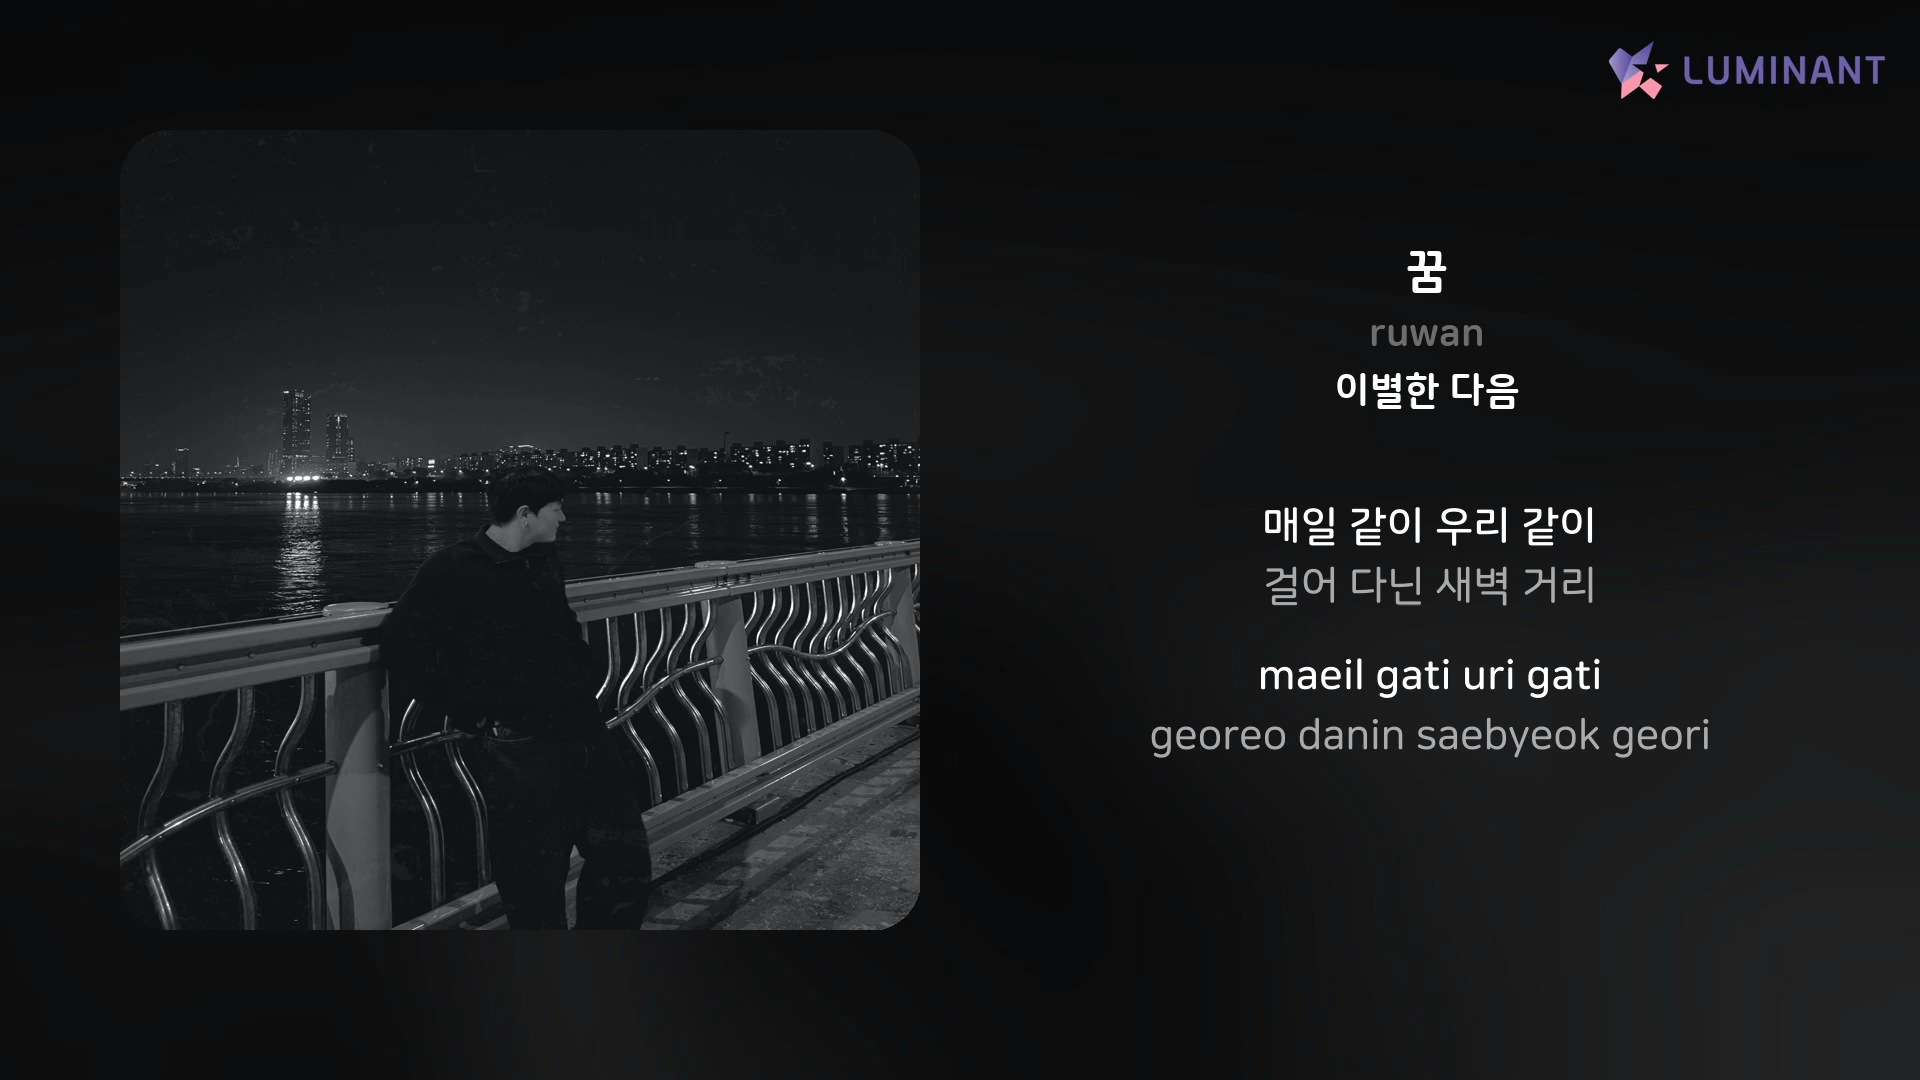 LUMINANT
꿈
ruwan
이별한 다음
매일 같이 우리 같이
걸어 다닌 새벽 거리
maeil gati uri gati
georeo danin saebyeok geori